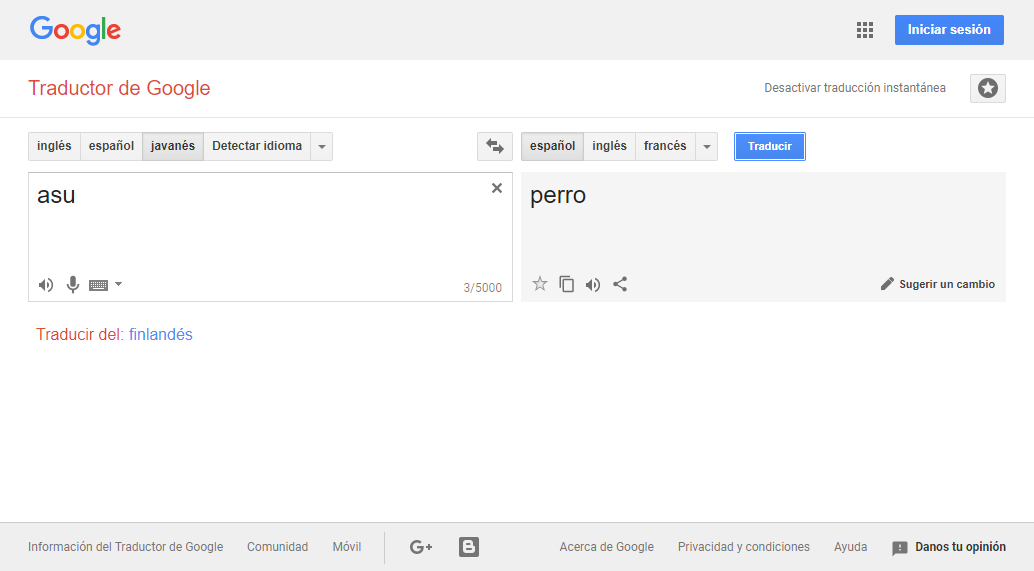 Google
Iniciar sesión
Traductor de Google
Desactivar traducción instantánea
inglés español javanés Detectar idioma
español inglés francés
Traducir
asu
perro
3/5000
Sugerir un cambio
Traducir del: finlandés
Información del Traductor de Google Comunidad Móvil G+ B Acerca de Google Privacidad y condiciones Ayuda Danos tu opinión